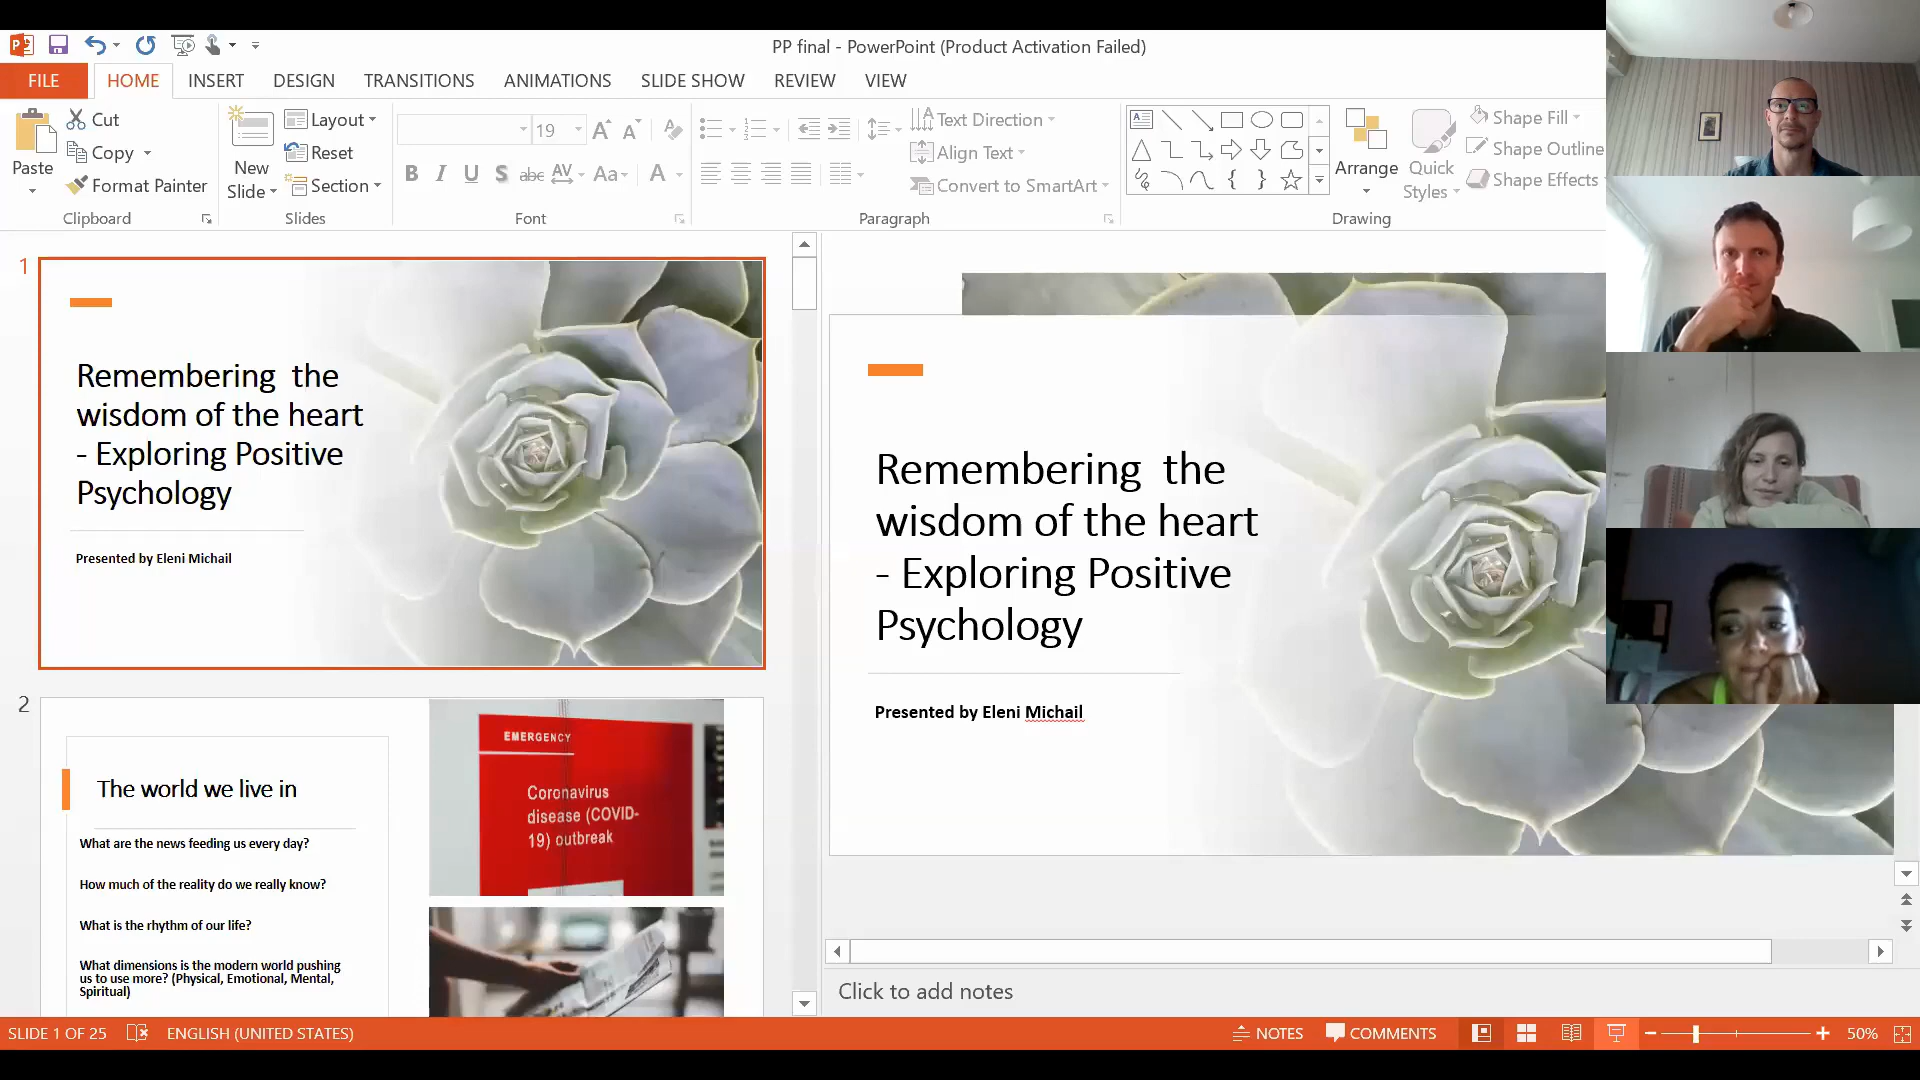 PP final - PowerPoint (Product Activation Failed)
FILE
HOME
INSERT
DESIGN
TRANSITIONS
ANIMATIONS
SLIDE SHOW
REVIEW
VIEW
Paste
Cut
Copy
Format Painter
Clipboard
New
Slide
Layout
Reset
Section
Slides
19
B I U S abc AV Aa A
Font
Text Direction
Align Text
Convert to SmartArt
Paragraph
Arrange
Quick
Styles
Shape Fill
Shape Outline
Shape Effects
Drawing
1
Remembering  the
wisdom of the heart
- Exploring Positive
Psychology
Presented by Eleni Michail
2
The world we live in
What are the news feeding us every day?
How much of the reality do we really know?
What is the rhythm of our life?
What dimensions is the modern world pushing
us to use more? (Physical, Emotional, Mental,
Spiritual)
EMERGENCY
Coronavirus
disease (COVID-
19) outbreak
Remembering  the
wisdom of the heart
- Exploring Positive
Psychology
Presented by Eleni Michail
Click to add notes
SLIDE 1 OF 25
ENGLISH (UNITED STATES)
NOTES
COMMENTS
50%